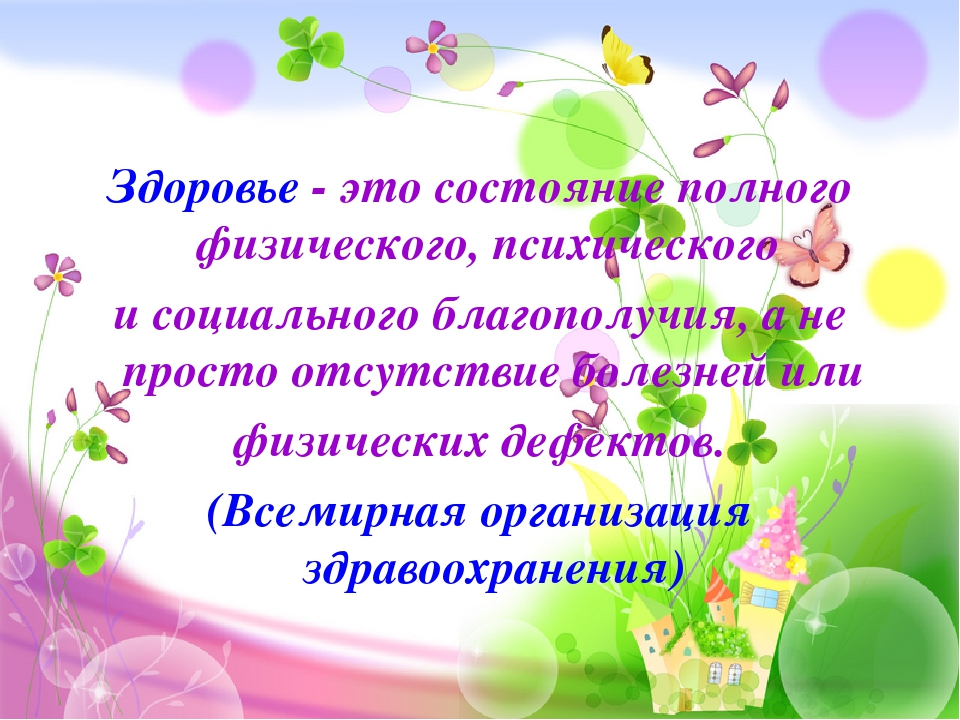 Здоровье - это состояние полного
физического, психического
и социального благополучия, а не
просто отсутствие болезней или
физических дефектов.
(Всемирная организация
здравоохранения)